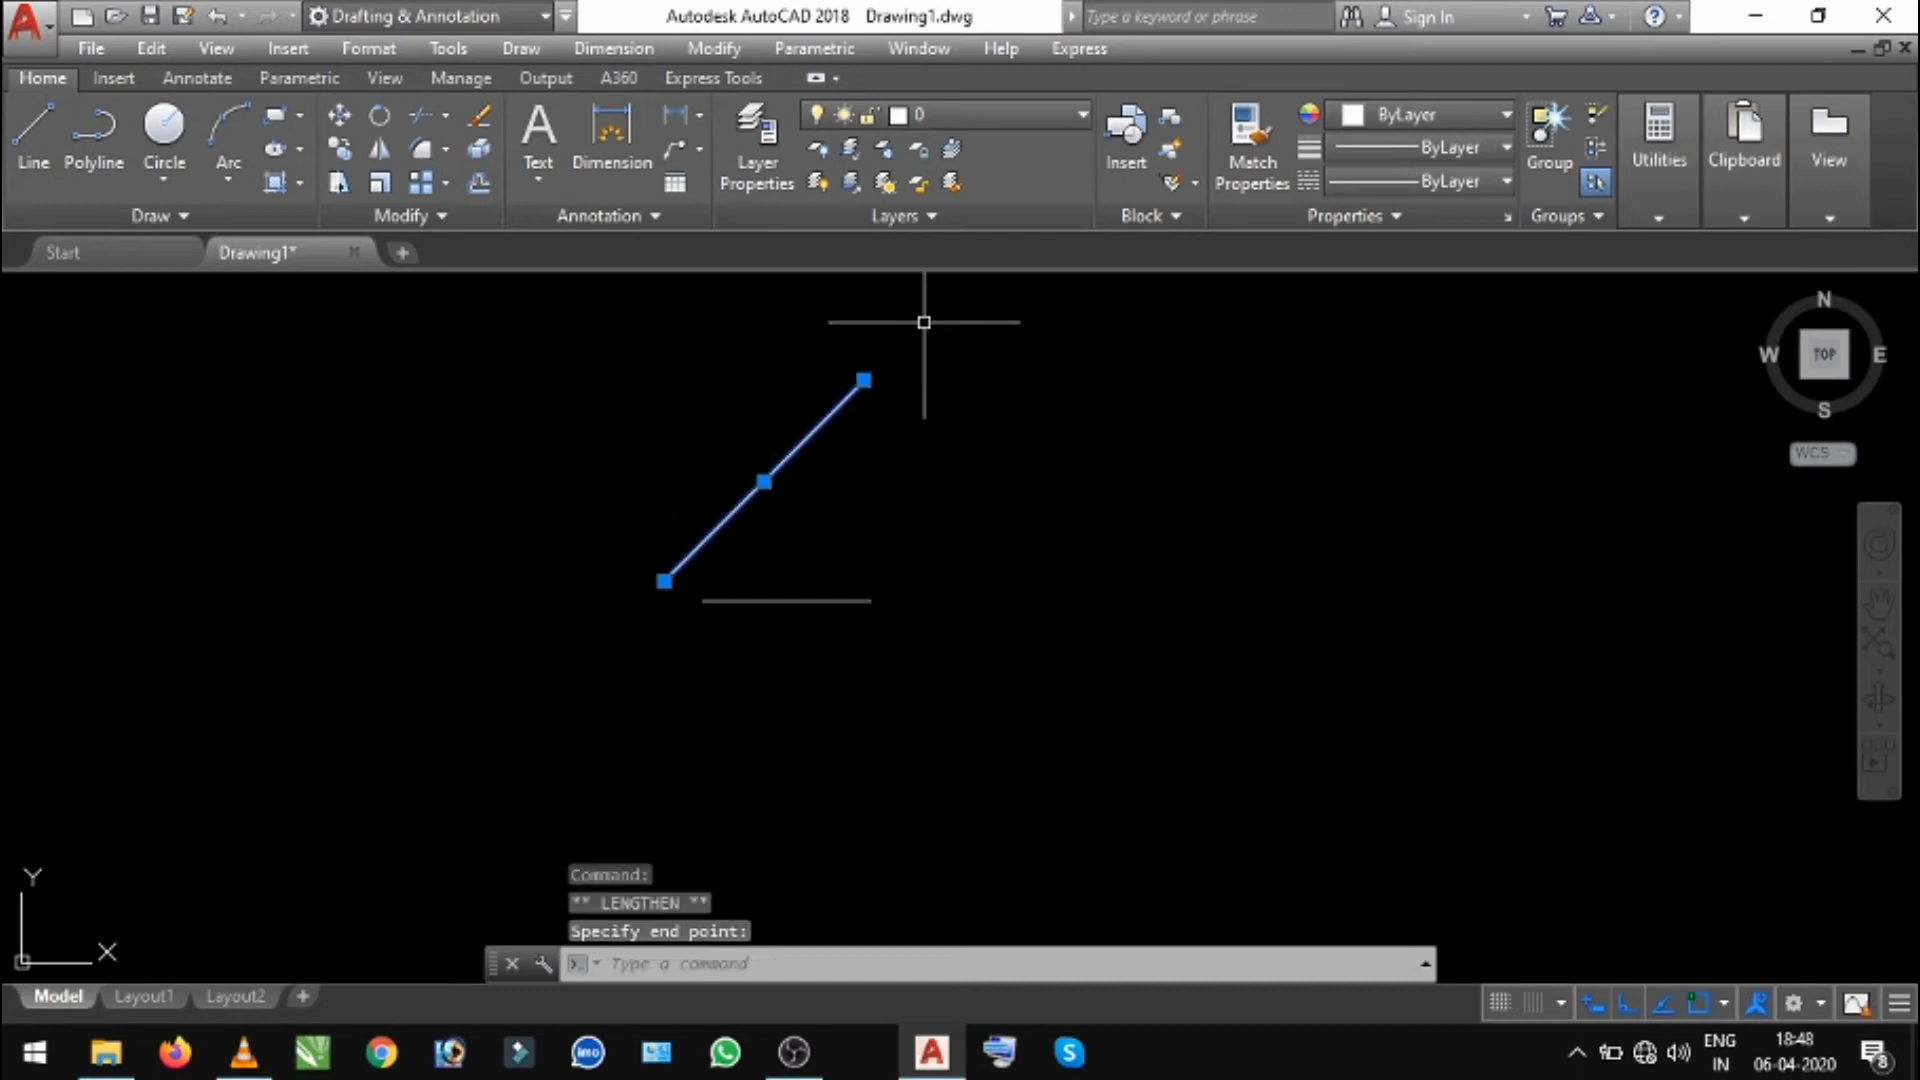 Drafting & Annotation
Autodesk AutoCAD 2018 Drawing1.dwg
Type a keyword or phrase
Sign In
File Edit View Insert Format Tools Draw Dimension Modify Parametric Window Help Express
Home Insert Annotate Parametric View Manage Output A360 Express Tools
0
ByLayer
ByLayer
ByLayer
Line Polyline Circle Arc
A
Text Dimension
Layer Properties
Insert
Match Properties
Group
Utilities Clipboard View
Draw Modify Annotation Layers Block Properties Groups
Start Drawing1*
N
W TOP E
S
WCS
Y
X
Command:
** LENGTHEN **
Specify end point:
Type a command
Model Layout1 Layout2
imo
ENG
IN
18:48
06-04-2020
8